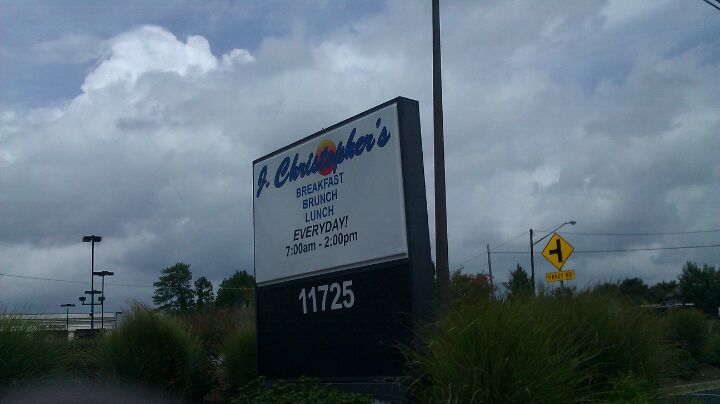 J. Christopher's
BREAKFAST
BRUNCH
LUNCH
EVERYDAY!
7:00am - 2:00pm
11725